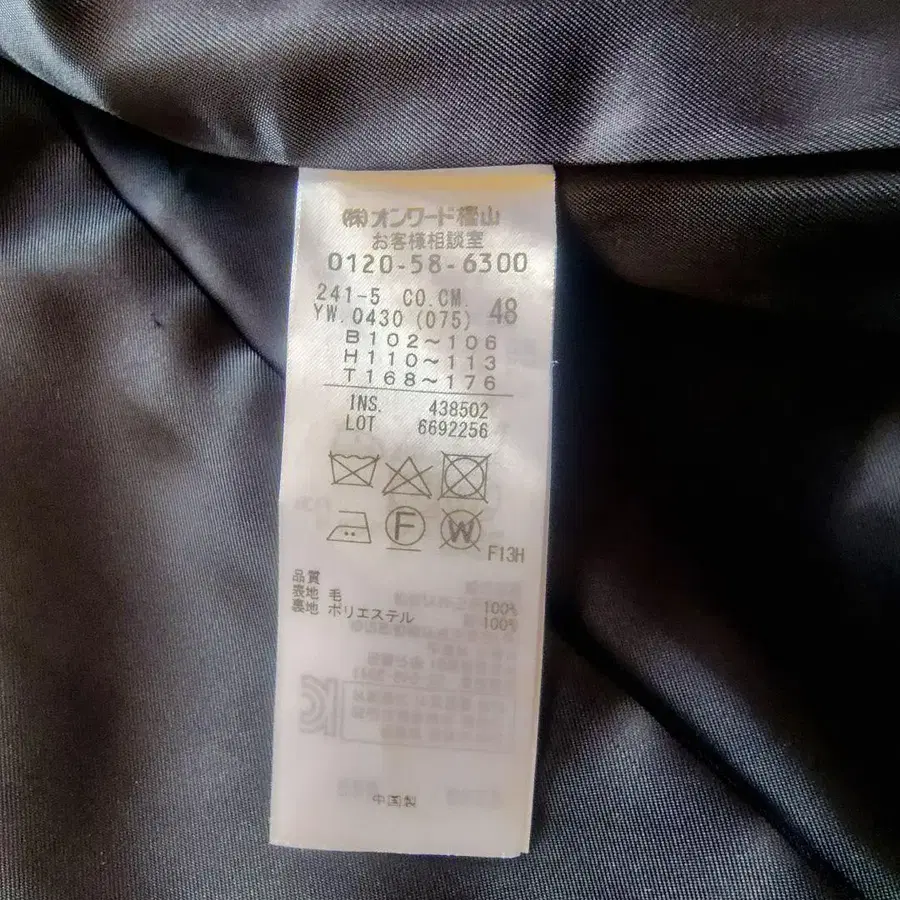 ㈱オンワード樫山
お客様相談室
0120-58-6300
241-5 CO.CM. 48
YW.0430 (075)
B102~106
H110~113
T168~176
INS. 438502
LOT 6692256
F
W
F13H
品質
表地 毛 100%
裏地 ポリエステル 100%
中国製